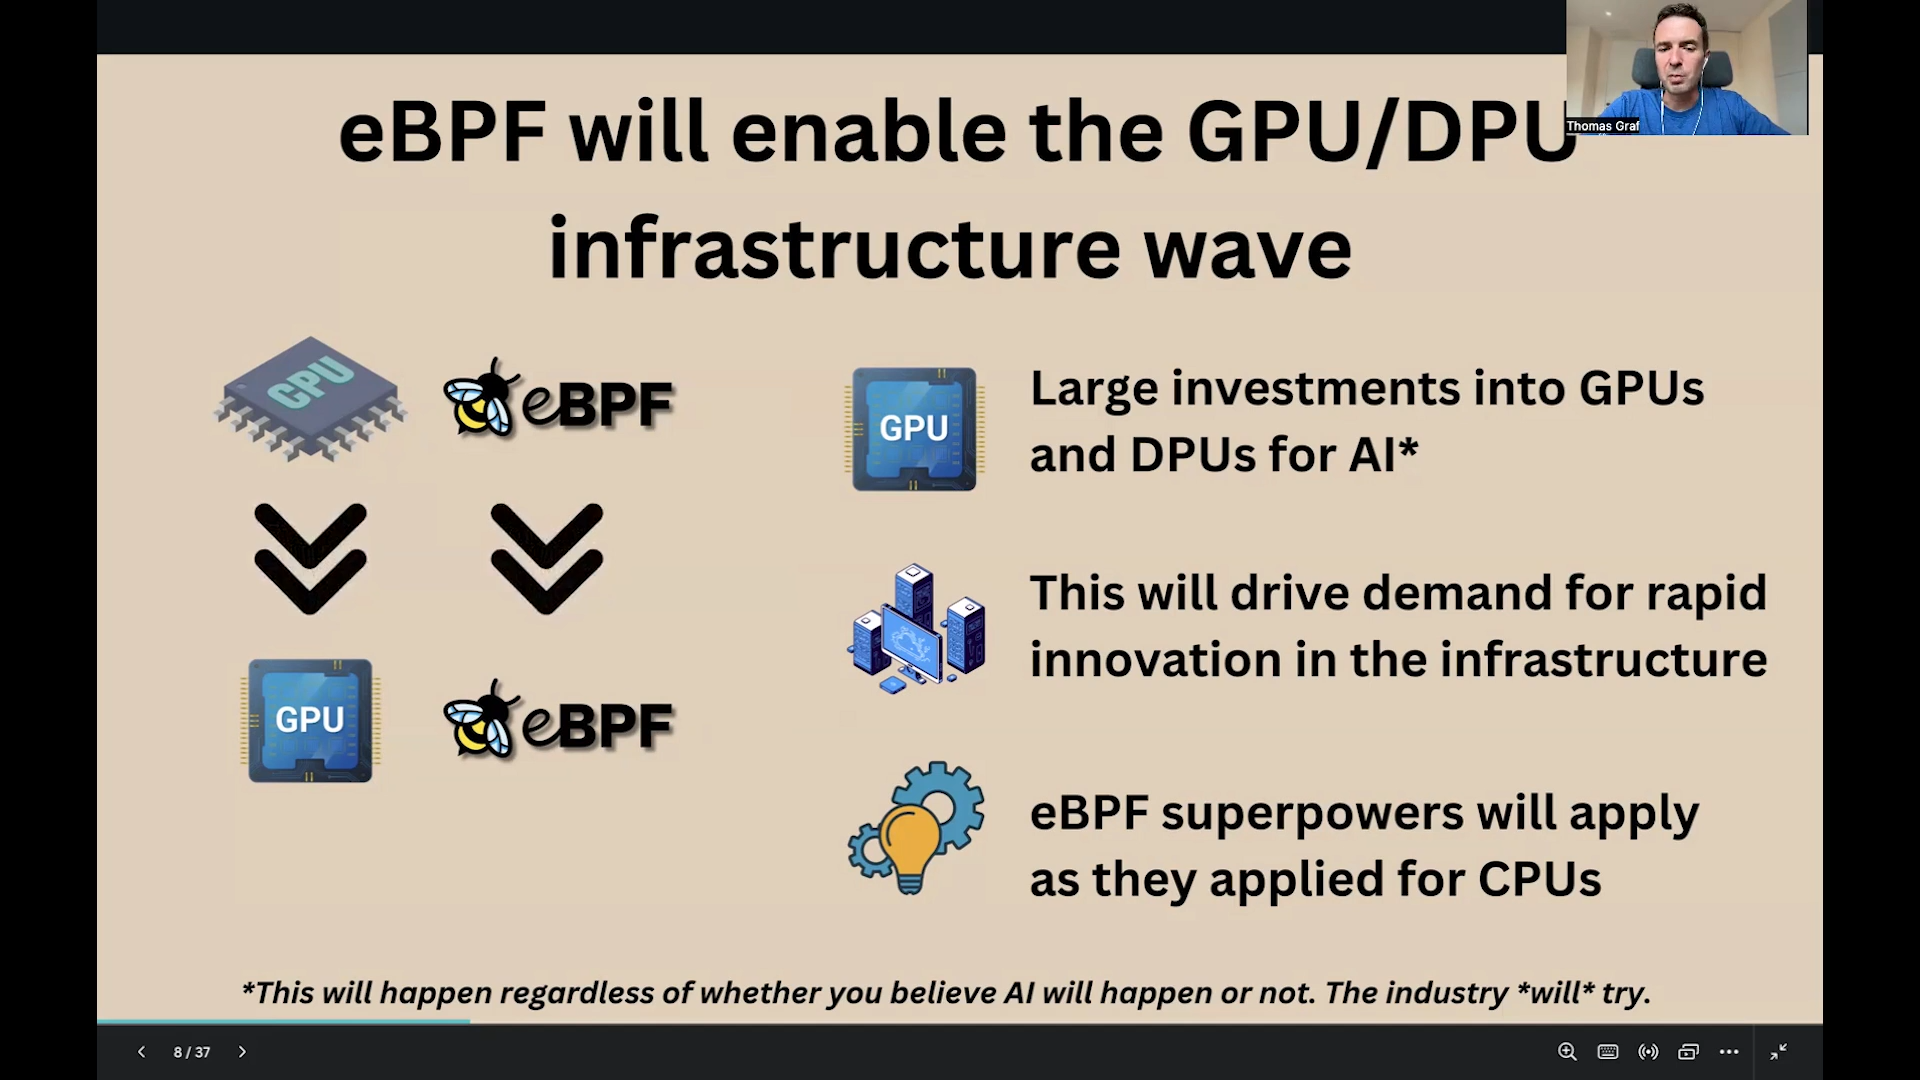 Thomas Graf
eBPF will enable the GPU/DPU
infrastructure wave
CPU
eBPF
GPU
eBPF
GPU
Large investments into GPUs
and DPUs for AI*
This will drive demand for rapid
innovation in the infrastructure
eBPF superpowers will apply
as they applied for CPUs
*This will happen regardless of whether you believe AI will happen or not. The industry *will* try.
8 / 37